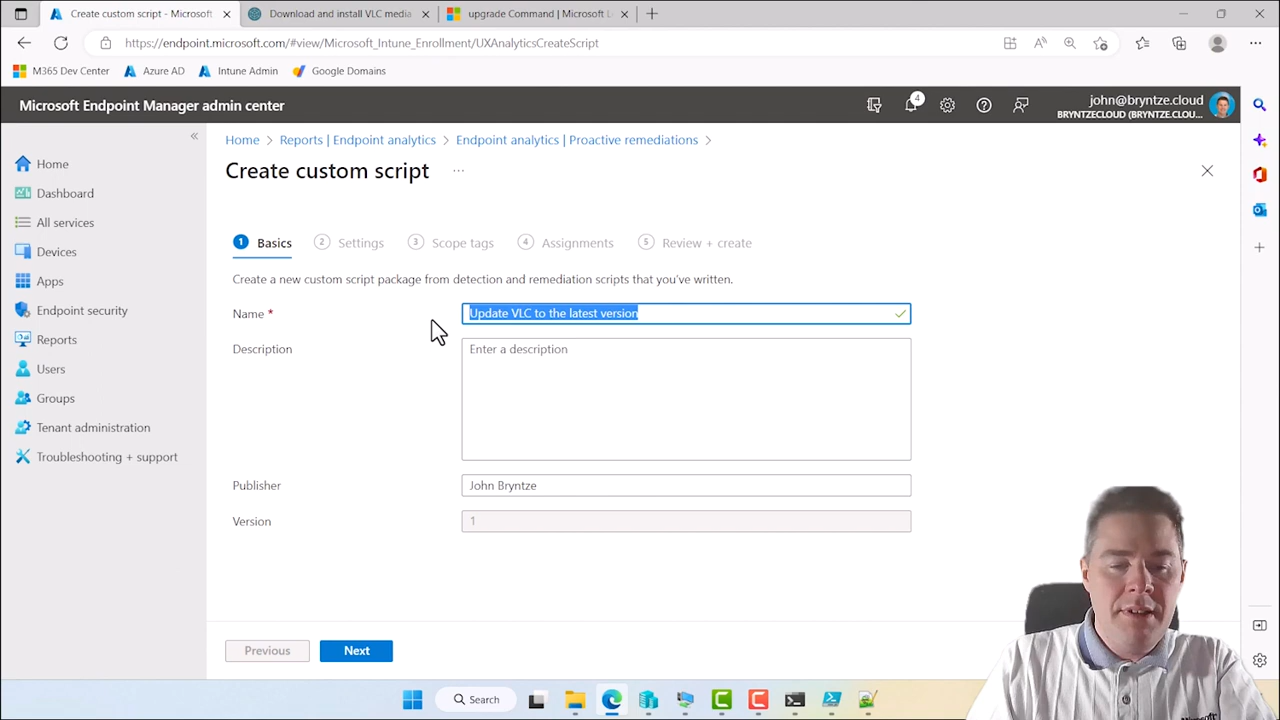 Create custom script - Microsoft
Download and install VLC media
upgrade Command | Microsoft D
https://endpoint.microsoft.com/#view/Microsoft_Intune_Enrollment/UXAnalyticsCreateScript
M365 Dev Center
Azure AD
Intune Admin
Google Domains
Microsoft Endpoint Manager admin center
4
john@bryntze.cloud
BRYNTZECLOUD (BRYNTZE.CLO...
Home
Dashboard
All services
Devices
Apps
Endpoint security
Reports
Users
Groups
Tenant administration
Troubleshooting + support
Home > Reports | Endpoint analytics > Endpoint analytics | Proactive remediations >
Create custom script ...
1 Basics
2 Settings
3 Scope tags
4 Assignments
5 Review + create
Create a new custom script package from detection and remediation scripts that you've written.
Name *
Update VLC to the latest version
Description
Enter a description
Publisher
John Bryntze
Version
1
Previous
Next
Search
Microsoft